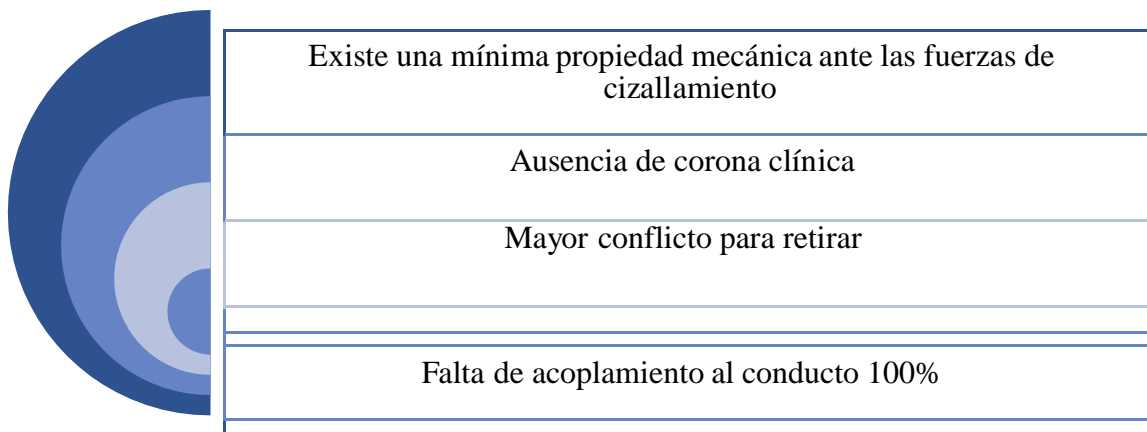 Existe una mínima propiedad mecánica ante las fuerzas de
cizallamiento
Ausencia de corona clínica
Mayor conflicto para retirar
Falta de acoplamiento al conducto 100%